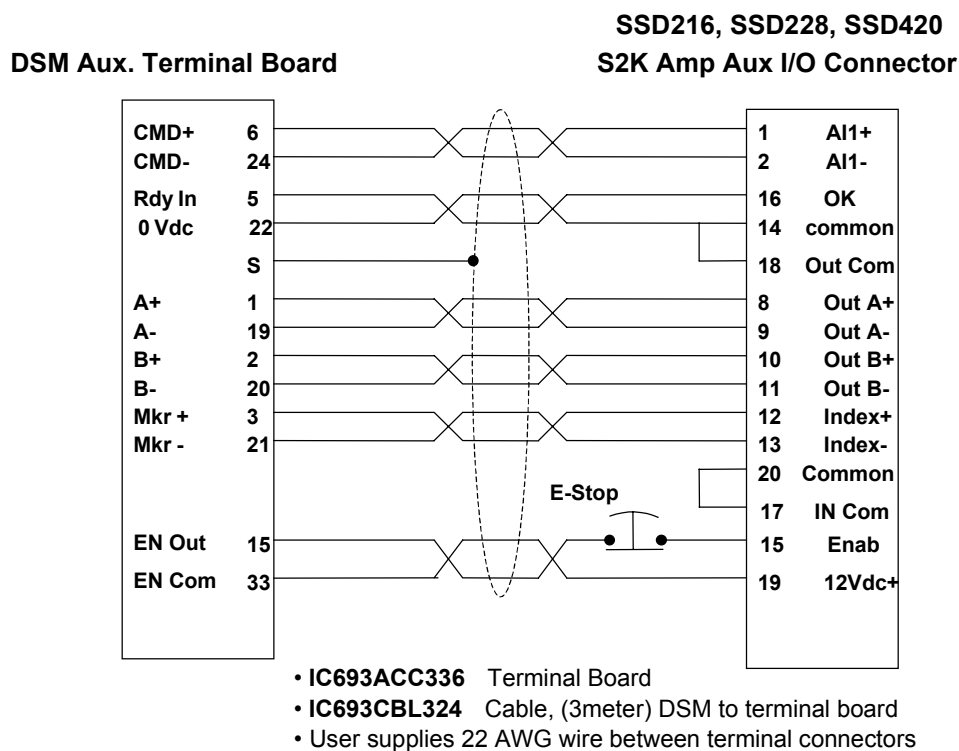 SSD216, SSD228, SSD420
DSM Aux. Terminal Board S2K Amp Aux I/O Connector
CMD+ 6 1 AI1+
CMD- 24 2 AI1-
Rdy In 5 16 OK
0 Vdc 22 14 common
S 18 Out Com
A+ 1 8 Out A+
A- 19 9 Out A-
B+ 2 10 Out B+
B- 20 11 Out B-
Mkr + 3 12 Index+
Mkr - 21 13 Index-
20 Common
E-Stop
17 IN Com
EN Out 15 15 Enab
EN Com 33 19 12Vdc+
• IC693ACC336 Terminal Board
• IC693CBL324 Cable, (3meter) DSM to terminal board
• User supplies 22 AWG wire between terminal connectors